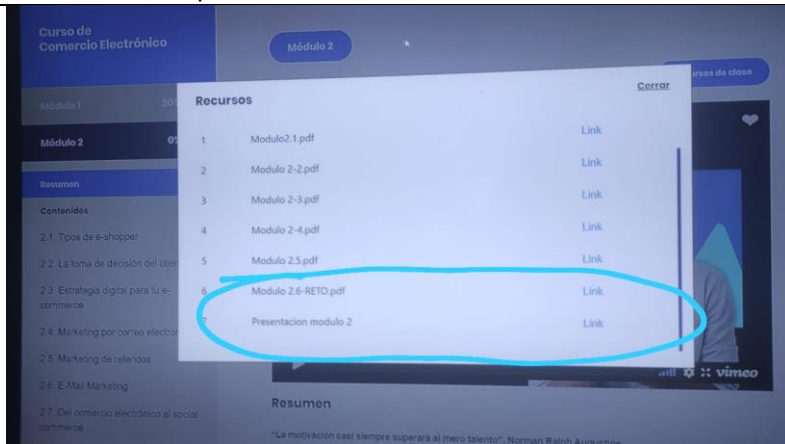 Curso de
Comercio Electrónico
Módulo 2
Módulo 1
Módulo 2
Resumen
Contenidos
2.1. Tipos de e-shopper
2.2. La toma de decisión del
2.3. Estrategia digital para tu e-
commerce
2.4. Marketing por correo
2.5. Marketing de referidos
2.6. E-Mail Marketing
2.7. Del comercio electrónico al social
commerce
de clase
Recursos
Cerrar
1 Modulo2.1.pdf Link
2 Modulo 2-2.pdf Link
3 Modulo 2-3.pdf Link
4 Modulo 2-4.pdf Link
5 Modulo 2.5.pdf Link
6 Modulo 2.6-RETO.pdf Link
7 Presentacion modulo 2 Link
vimeo
Resumen
"La motivación casi siempre superará al mero talento", Norman Ralph Augustine